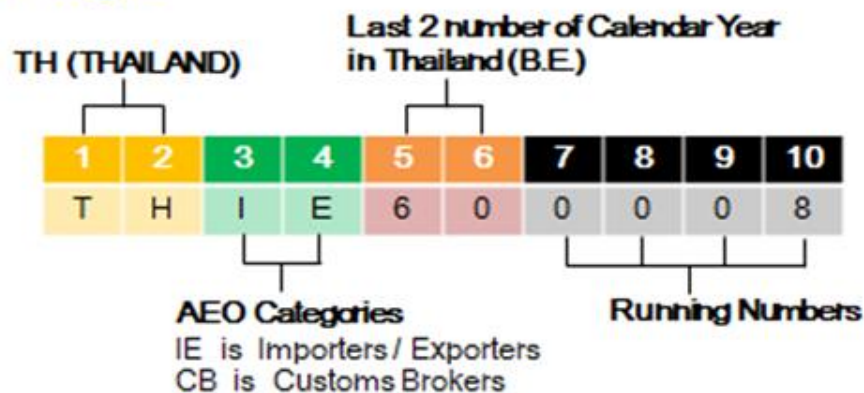 Last 2 number of Calendar Year
in Thailand (B.E.)
TH (THAILAND)
1 2 3 4 5 6 7 8 9 10
T H I E 6 0 0 0 0 8
AEO Categories
IE is Importers / Exporters
CB is Customs Brokers
Running Numbers